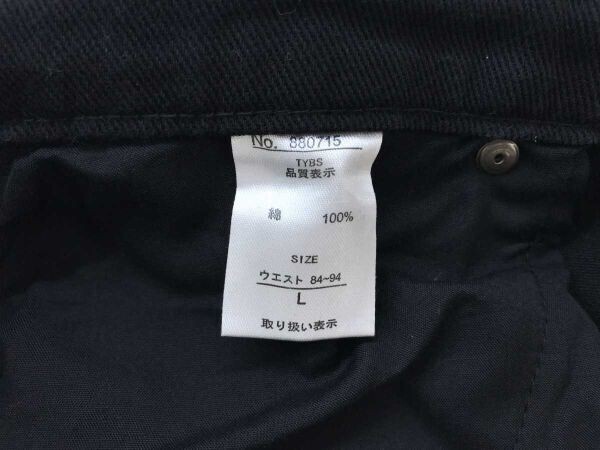 No. 880715
TYBS
品質表示
綿 100%
SIZE
ウエスト 84~94
L
取り扱い表示